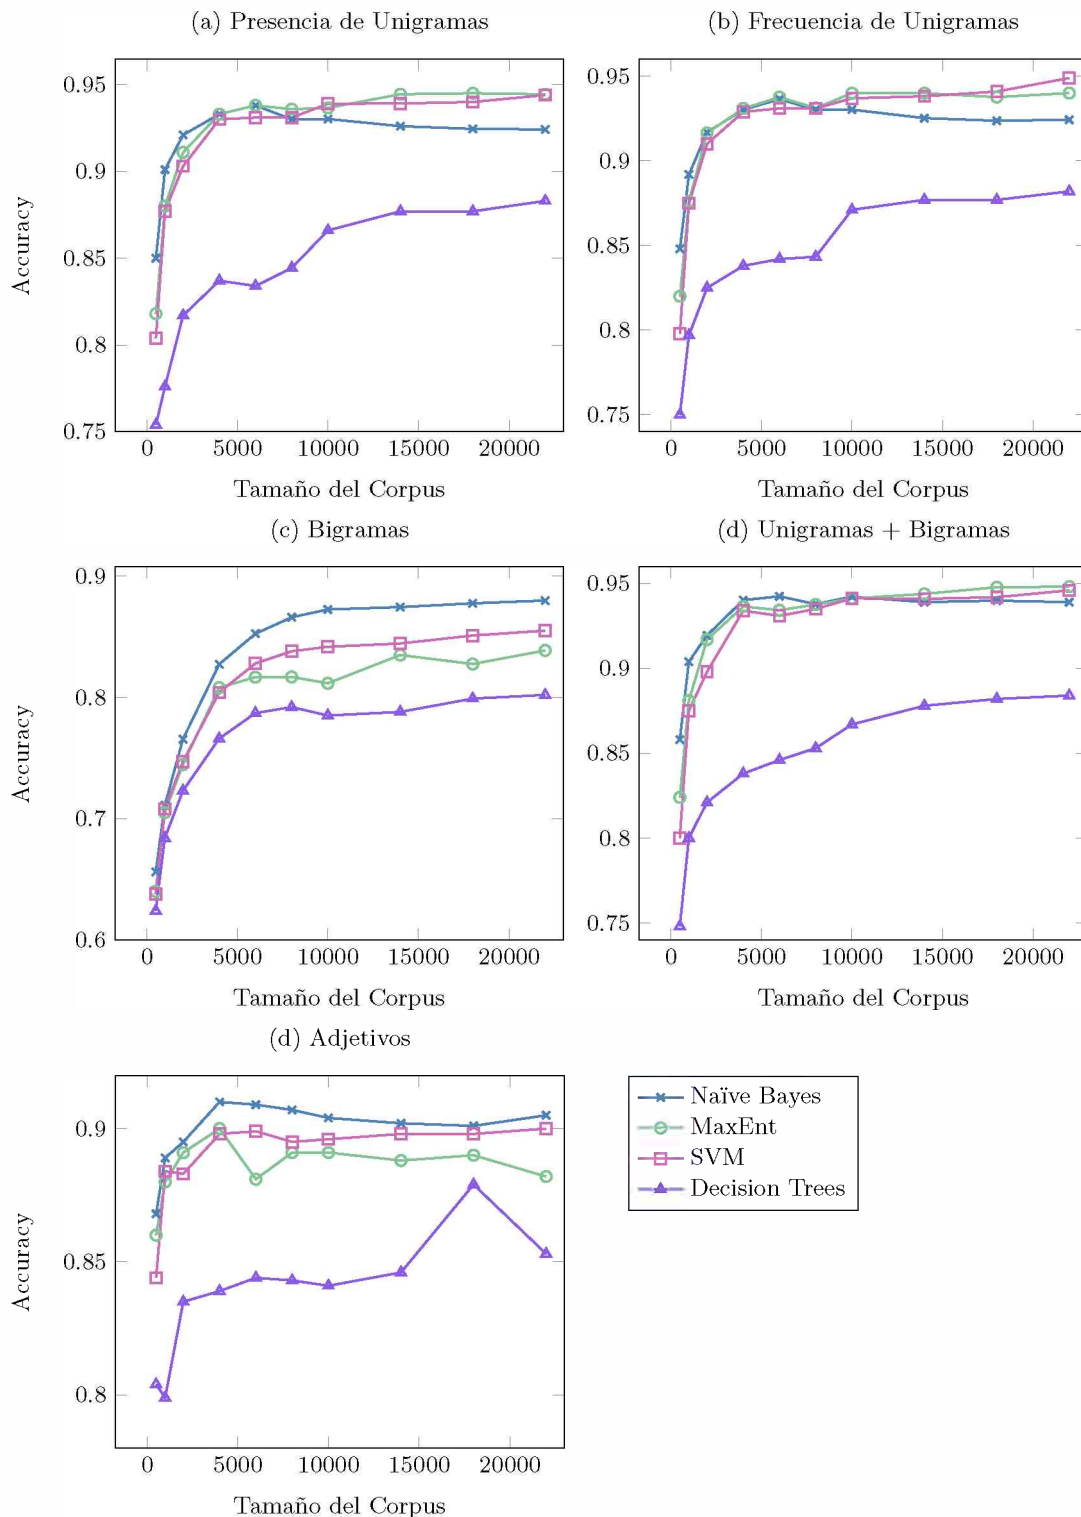 (a) Presencia de Unigramas
0.95
0.9
0.85
0.8
0.75
Accuracy
0 5000 10000 15000 20000
Tamaño del Corpus
(b) Frecuencia de Unigramas
0.95
0.9
0.85
0.8
0.75
0 5000 10000 15000 20000
Tamaño del Corpus
(c) Bigramas
0.9
0.8
0.7
0.6
Accuracy
0 5000 10000 15000 20000
Tamaño del Corpus
(d) Unigramas + Bigramas
0.95
0.9
0.85
0.8
0.75
0 5000 10000 15000 20000
Tamaño del Corpus
(d) Adjetivos
0.9
0.85
0.8
Accuracy
0 5000 10000 15000 20000
Tamaño del Corpus
Naïve Bayes
MaxEnt
SVM
Decision Trees